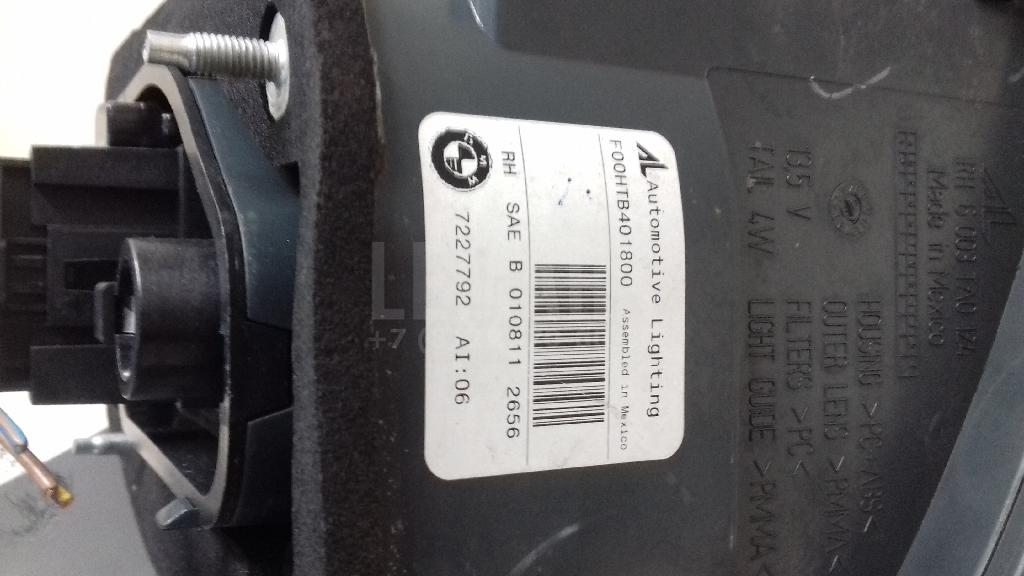 AL Automotive Lighting
F00HTB401800 Assembled in Mexico
RH SAE B 010811 2656
BMW 7227792 AI:06
Made in Mexico
13.5 V
HOUSING >PC+ABS<
OUTER LENS >PMMA<
FILTERS >PC<
TAIL 4W LIGHT GUIDE >PMMA<